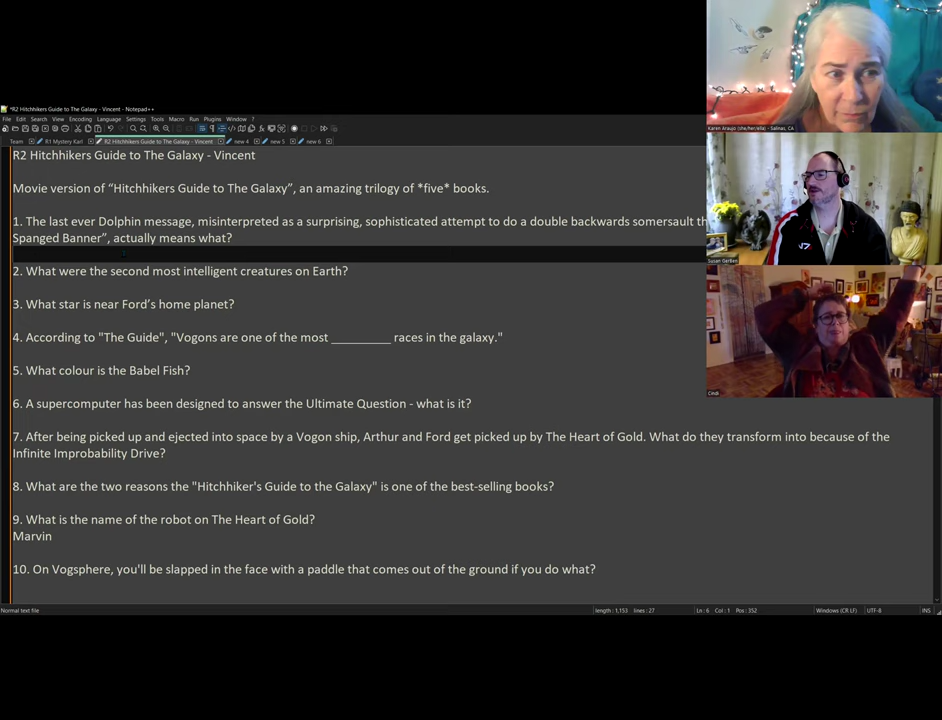 *R2 Hitchhikers Guide to The Galaxy - Vincent - Notepad++
File Edit Search View Encoding Language Settings Tools Macro Run Plugins Window ?
Team R1 Mystery Karl R2 Hitchhikers Guide to The Galaxy - Vincent new 4 new 5 new 6
R2 Hitchhikers Guide to The Galaxy - Vincent
Movie version of “Hitchhikers Guide to The Galaxy”, an amazing trilogy of *five* books.
1. The last ever Dolphin message, misinterpreted as a surprising, sophisticated attempt to do a double backwards somersault th
Spanged Banner”, actually means what?
2. What were the second most intelligent creatures on Earth?
3. What star is near Ford’s home planet?
4. According to "The Guide", "Vogons are one of the most __________ races in the galaxy."
5. What colour is the Babel Fish?
6. A supercomputer has been designed to answer the Ultimate Question - what is it?
7. After being picked up and ejected into space by a Vogon ship, Arthur and Ford get picked up by The Heart of Gold. What do they transform into because of the
Infinite Improbability Drive?
8. What are the two reasons the "Hitchhiker's Guide to the Galaxy" is one of the best-selling books?
9. What is the name of the robot on The Heart of Gold?
Marvin
10. On Vogsphere, you'll be slapped in the face with a paddle that comes out of the ground if you do what?
Normal text file length : 1,153 lines : 27 Ln : 6 Col : 1 Pos : 352 Windows (CR LF) UTF-8 INS
Karen Araujo (she/her/ella) - Salinas, CA
Susan Gerbic
Cindi
N7